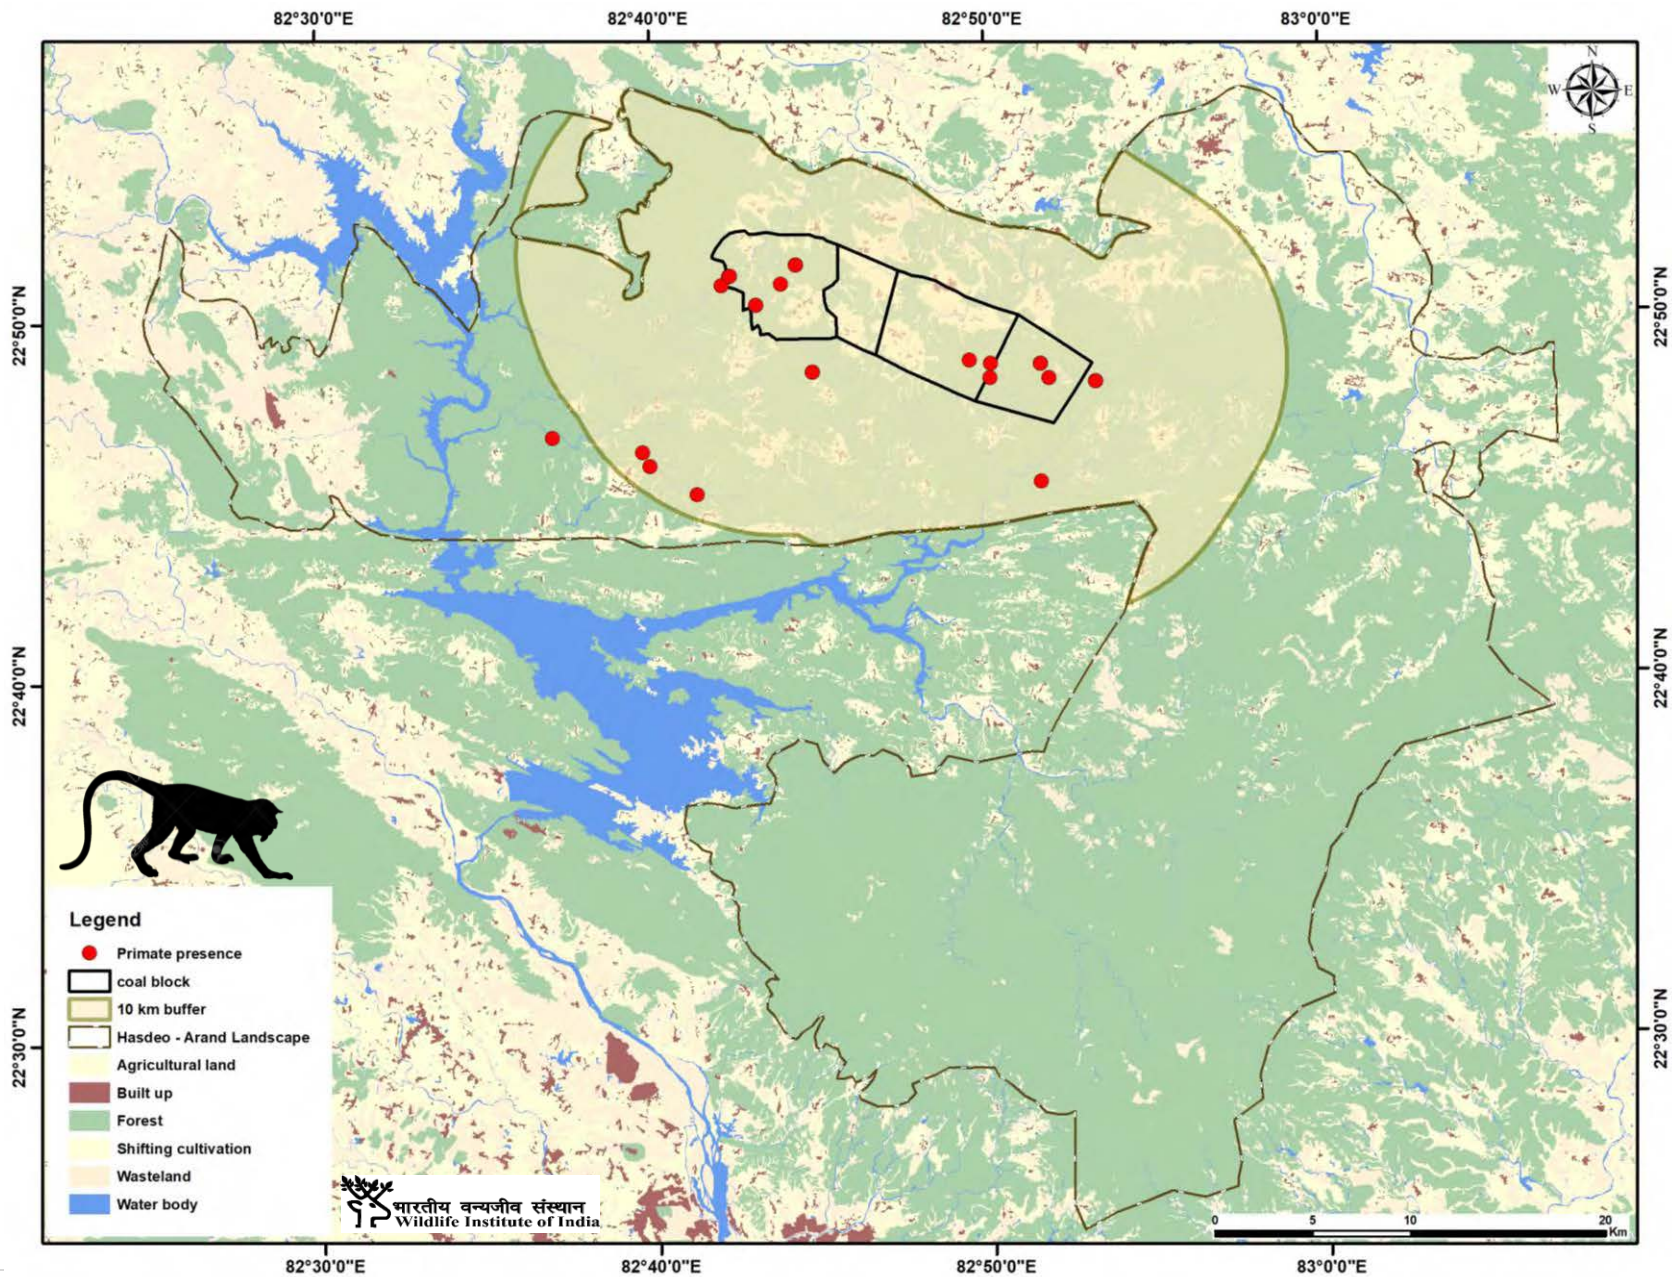 82°30'0"E
82°40'0"E
82°50'0"E
83°0'0"E
N
W
E
S
22°50'0"N
22°50'0"N
22°40'0"N
22°40'0"N
22°30'0"N
22°30'0"N
Legend
Primate presence
coal block
10 km buffer
Hasdeo - Arand Landscape
Agricultural land
Built up
Forest
Shifting cultivation
Wasteland
Water body
भारतीय वन्यजीव संस्थान
Wildlife Institute of India
0 5 10 20
Km
82°30'0"E
82°40'0"E
82°50'0"E
83°0'0"E